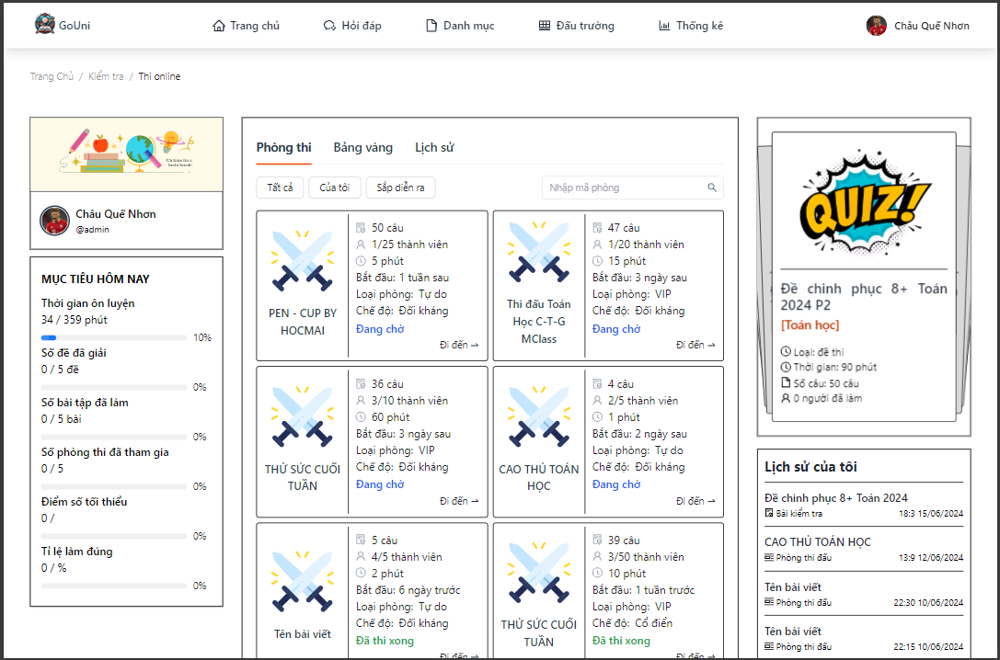 GoUni
Trang chủ
Hỏi đáp
Danh mục
Đấu trường
Thống kê
Châu Quế Nhơn
Trang Chủ / Kiểm tra / Thi online
Châu Quế Nhơn
@admin
MỤC TIÊU HÔM NAY
Thời gian ôn luyện
34 / 359 phút
10%
Số đề đã giải
0 / 5 đề
0%
Số bài tập đã làm
0 / 5 bài
0%
Số phòng thi đã tham gia
0 / 5
0%
Điểm số tối thiểu
0 /
0%
Tỉ lệ làm đúng
0 / %
0%
Phòng thi
Bảng vàng
Lịch sử
Tất cả
Của tôi
Sắp diễn ra
Nhập mã phòng
PEN - CUP BY
HOCMAI
50 câu
1/25 thành viên
5 phút
Bắt đầu: 1 tuần sau
Loại phòng: Tự do
Chế độ: Đối kháng
Đang chờ
Đi đến →
Thi đấu Toán
Học C-T-G
MClass
47 câu
1/20 thành viên
15 phút
Bắt đầu: 3 ngày sau
Loại phòng: VIP
Chế độ: Đối kháng
Đang chờ
Đi đến →
THỬ SỨC CUỐI
TUẦN
36 câu
3/10 thành viên
60 phút
Bắt đầu: 3 ngày sau
Loại phòng: VIP
Chế độ: Đối kháng
Đang chờ
Đi đến →
CAO THỦ TOÁN
HỌC
4 câu
2/5 thành viên
1 phút
Bắt đầu: 2 ngày sau
Loại phòng: Tự do
Chế độ: Đối kháng
Đang chờ
Đi đến →
Tên bài viết
5 câu
4/5 thành viên
2 phút
Bắt đầu: 6 ngày trước
Loại phòng: Tự do
Chế độ: Đối kháng
Đã thi xong
Đi đến →
THỬ SỨC CUỐI
TUẦN
39 câu
3/50 thành viên
10 phút
Bắt đầu: 1 tuần trước
Loại phòng: VIP
Chế độ: Cổ điển
Đã thi xong
Đi đến →
QUIZ!
Đề chinh phục 8+ Toán
2024 P2
[Toán học]
Loại: đề thi
Thời gian: 90 phút
Số câu: 50 câu
0 người đã làm
Lịch sử của tôi
Đề chinh phục 8+ Toán 2024
Bài kiểm tra 18:3 15/06/2024
CAO THỦ TOÁN HỌC
Phòng thi đấu 13:9 12/06/2024
Tên bài viết
Phòng thi đấu 22:30 10/06/2024
Tên bài viết
Phòng thi đấu 22:15 10/06/2024